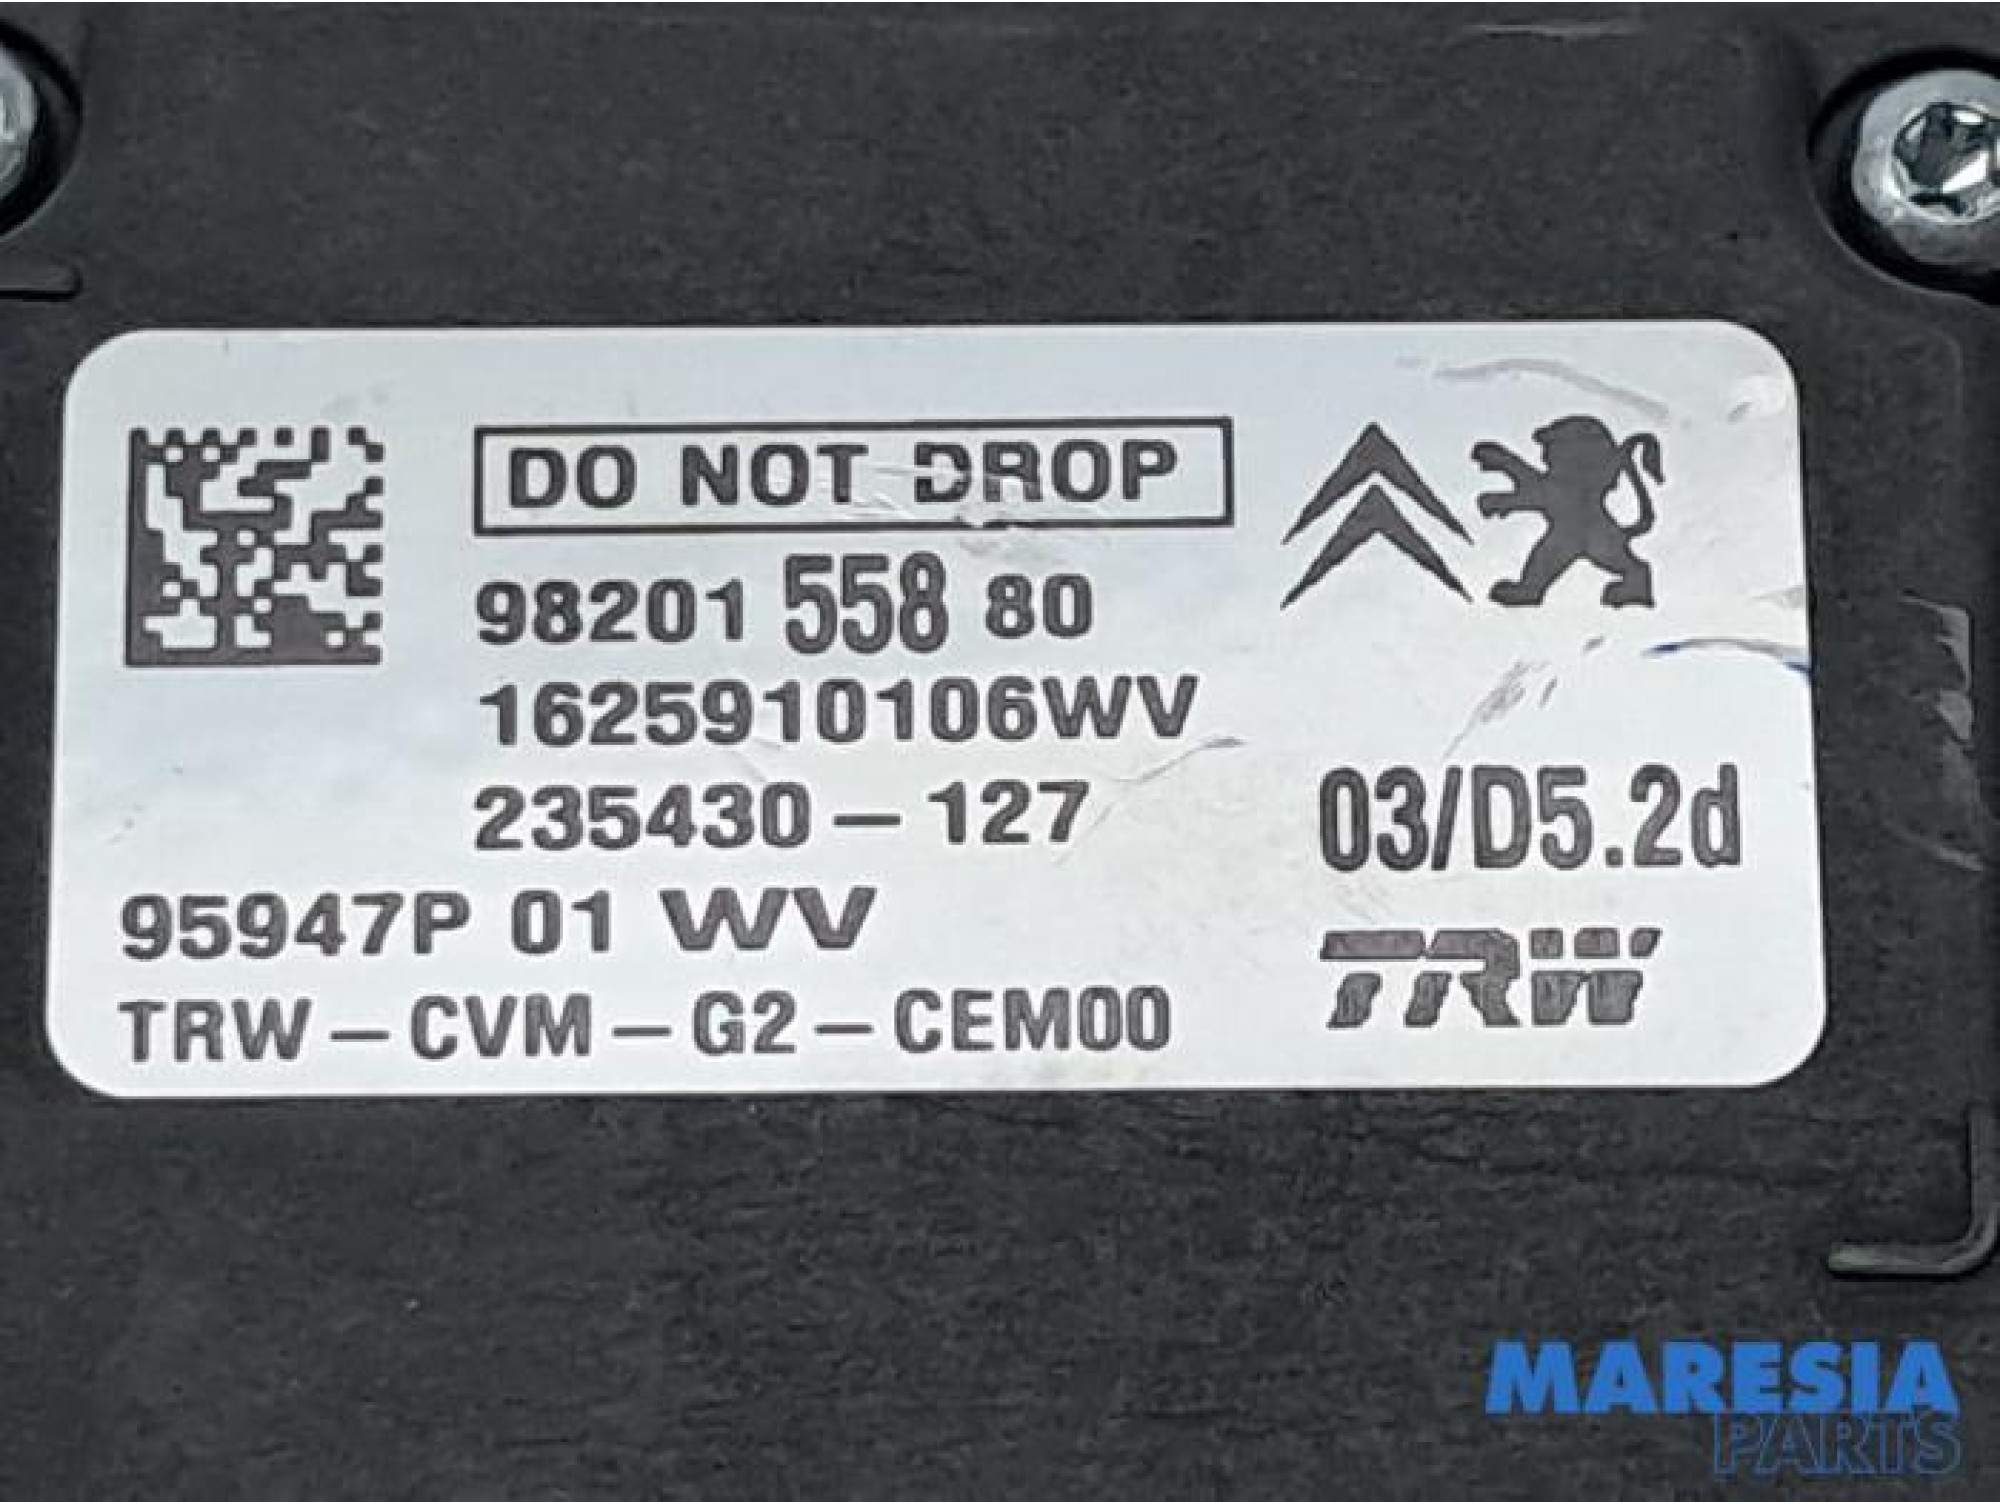 DO NOT DROP
98201 558 80
1625910106WV
235430-127
03/D5.2d
95947P 01 WV
TRW-CVM-G2-CEM00
TRW
MARESIA
PARTS